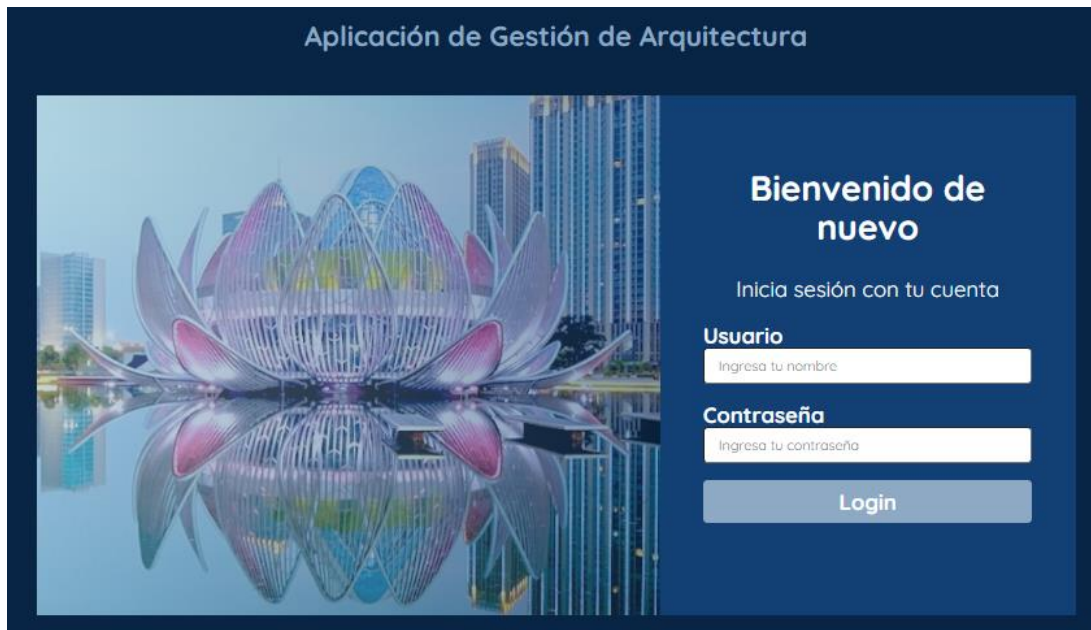 Aplicación de Gestión de Arquitectura
Bienvenido de
nuevo
Inicia sesión con tu cuenta
Usuario
Ingresa tu nombre
Contraseña
Ingresa tu contraseña
Login